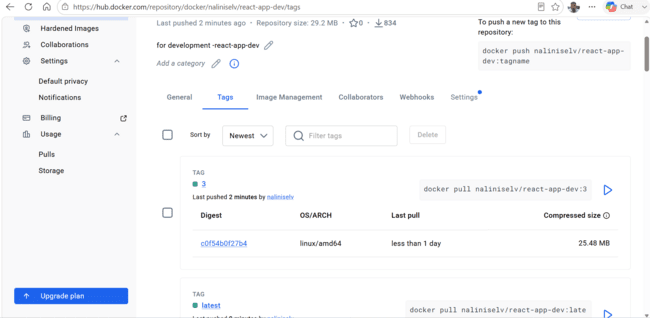 https://hub.docker.com/repository/docker/naliniselv/react-app-dev/tags
Chat
Hardened Images
Collaborations
Settings
Default privacy
Notifications
Billing
Usage
Pulls
Storage
Upgrade plan
Last pushed 2 minutes ago • Repository size: 29.2 MB • 0 • 834
for development -react-app-dev
Add a category
To push a new tag to this
repository:
docker push naliniselv/react-app-
dev:tagname
General Tags Image Management Collaborators Webhooks Settings
Sort by Newest Filter tags Delete
TAG
3
docker pull naliniselv/react-app-dev:3
Last pushed 2 minutes by naliniselv
Digest OS/ARCH Last pull Compressed size
c0f54b0f27b4 linux/amd64 less than 1 day 25.48 MB
TAG
latest
docker pull naliniselv/react-app-dev:late